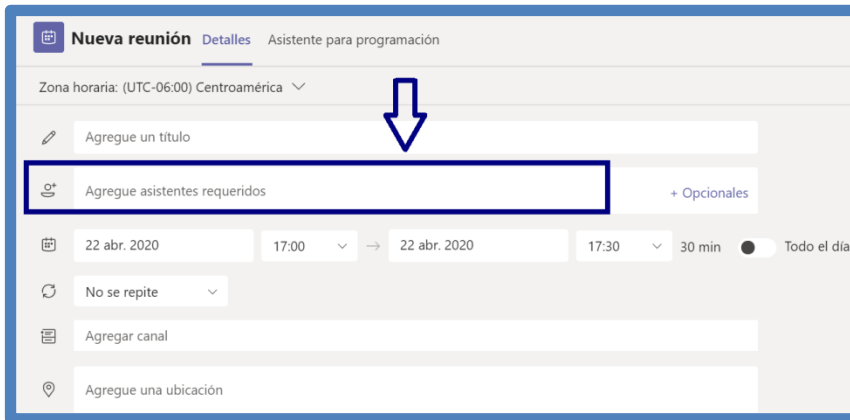 Nueva reunión Detalles Asistente para programación
Zona horaria: (UTC-06:00) Centroamérica
Agregue un título
Agregue asistentes requeridos + Opcionales
22 abr. 2020 17:00 → 22 abr. 2020 17:30 30 min Todo el día
No se repite
Agregar canal
Agregue una ubicación